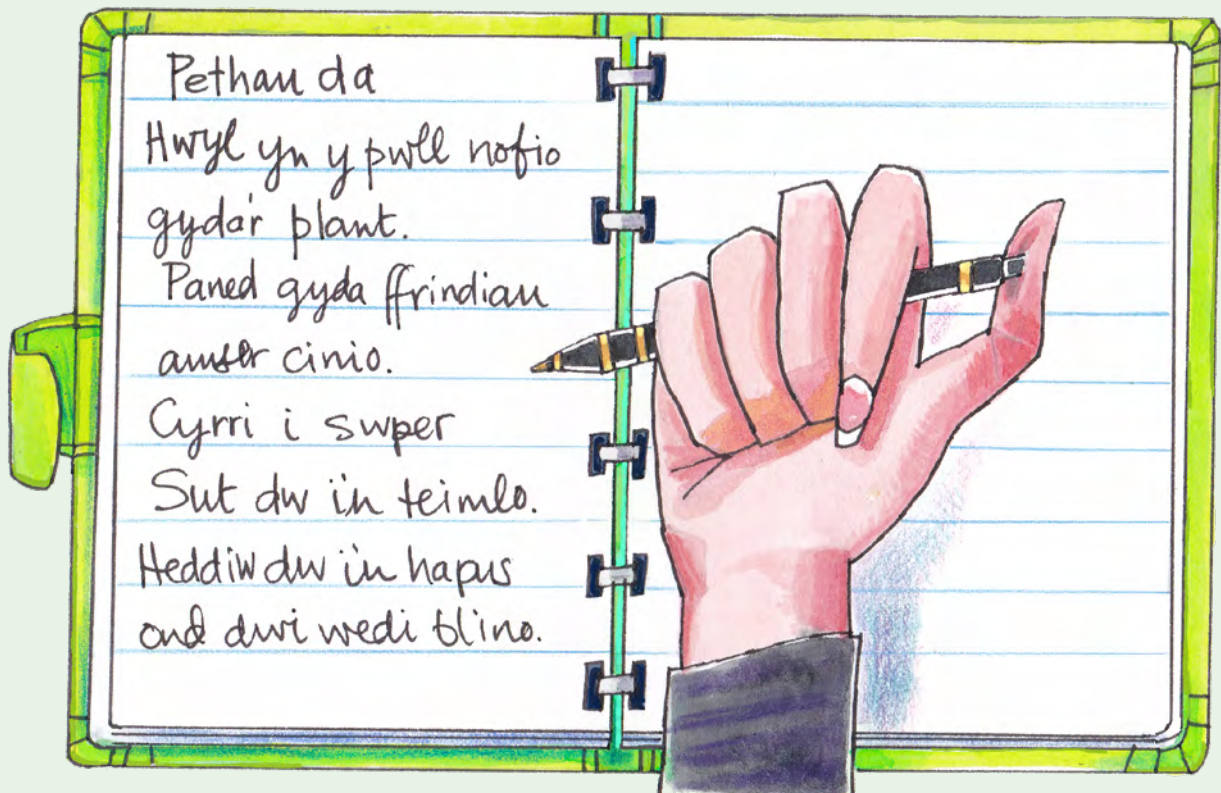 Pethau da
Hwyl yn y pwll nofio
gyda'r plant.
Paned gyda ffrindiau
amser cinio.
Cyrri i swper
Sut dw i'n teimlo.
Heddiw dw i'n hapus
ond dwi wedi blino.